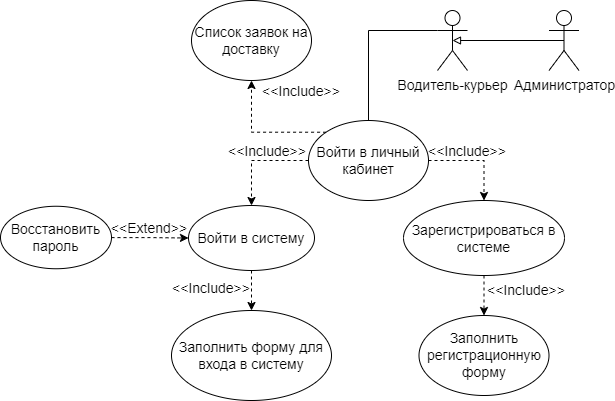 Список заявок на
доставку
Водитель-курьер
Администратор
<<Include>>
Войти в личный
кабинет
<<Include>>
<<Include>>
Восстановить
пароль
<<Extend>>
Войти в систему
Зарегистрироваться в
системе
<<Include>>
<<Include>>
Заполнить форму для
входа в систему
Заполнить
регистрационную
форму